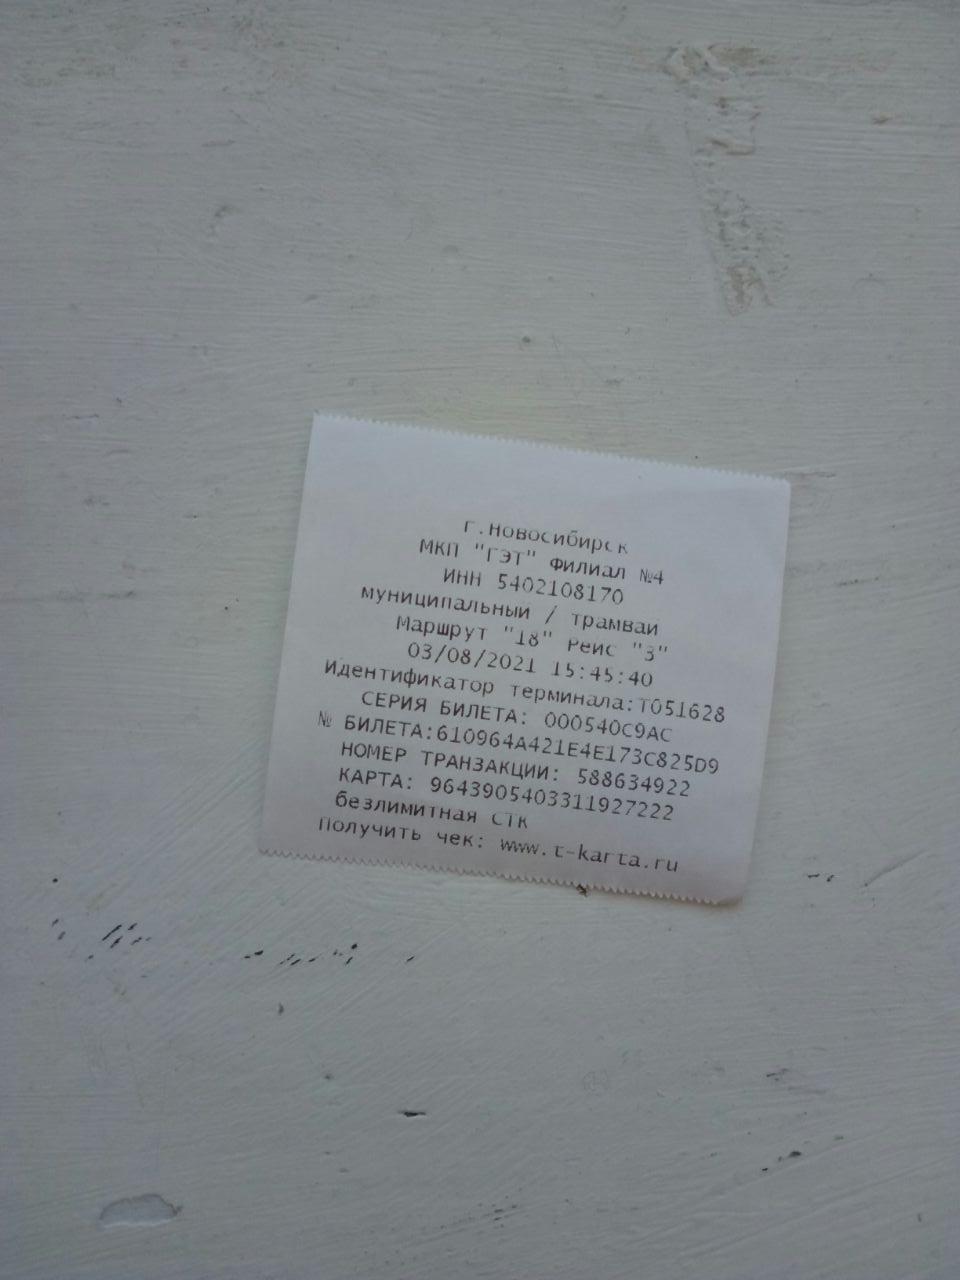 г.Новосибирск
МКП "ГЭТ" Филиал №4
ИНН 5402108170
муниципальный / трамвай
Маршрут "18" Рейс "3"
03/08/2021 15:45:40
Идентификатор терминала:T051628
СЕРИЯ БИЛЕТА: 000540C9AC
№ БИЛЕТА:610964A421E4E173C825D9
НОМЕР ТРАНЗАКЦИИ: 588634922
КАРТА: 9643905403311927222
безлимитная СТК
Получить чек: www.t-karta.ru